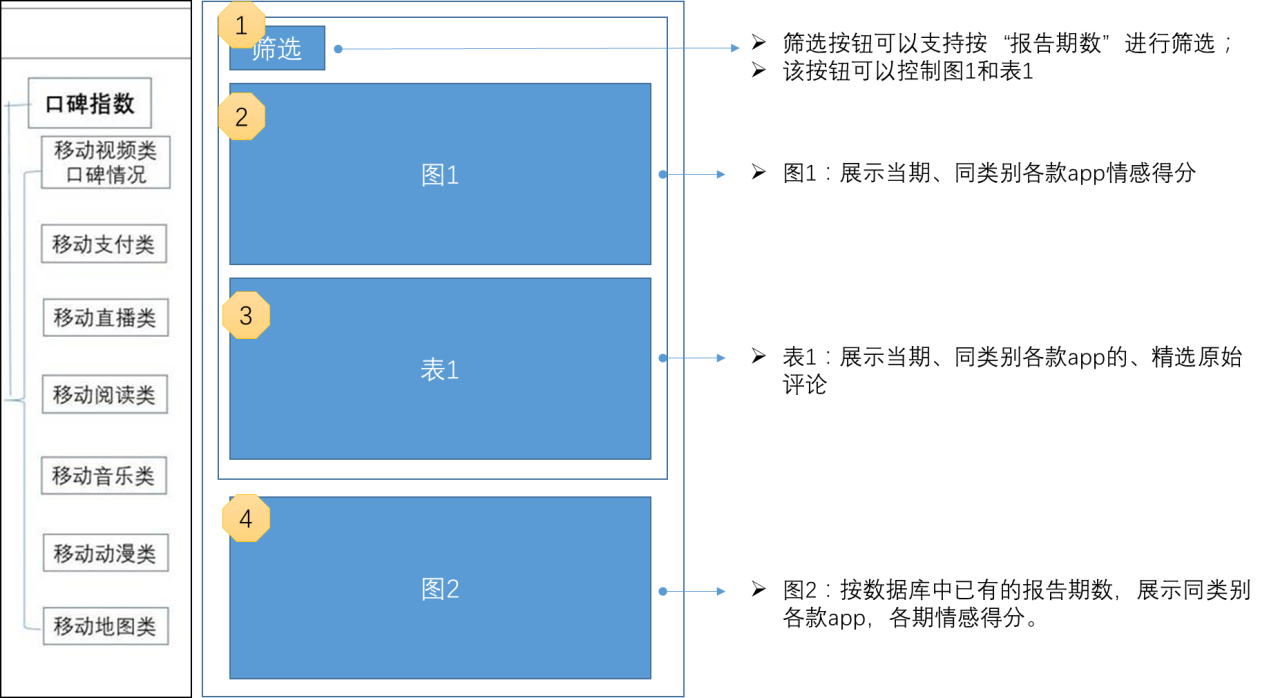 口碑指数
移动视频类
口碑情况
移动支付类
移动直播类
移动阅读类
移动音乐类
移动动漫类
移动地图类
1
筛选
➢ 筛选按钮可以支持按“报告期数”进行筛选；
➢ 该按钮可以控制图1和表1
2
图1
➢ 图1：展示当期、同类别各款app情感得分
3
表1
➢ 表1：展示当期、同类别各款app的、精选原始
评论
4
图2
➢ 图2：按数据库中已有的报告期数，展示同类别
各款app，各期情感得分。